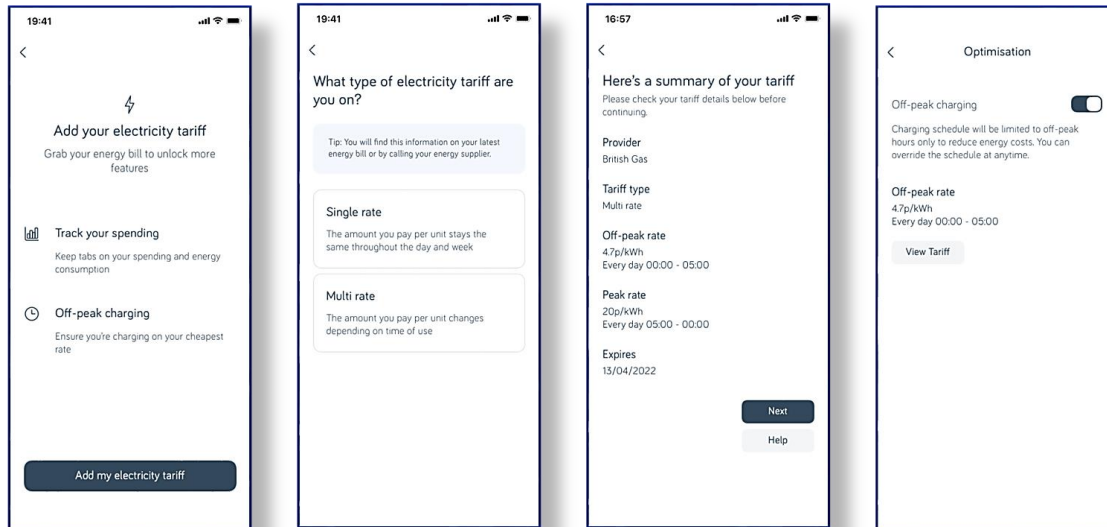 19:41
Add your electricity tariff
Grab your energy bill to unlock more
features
Track your spending
Keep tabs on your spending and energy
consumption
Off-peak charging
Ensure you're charging on your cheapest
rate
Add my electricity tariff
19:41
What type of electricity tariff are
you on?
Tip: You will find this information on your latest
energy bill or by calling your energy supplier.
Single rate
The amount you pay per unit stays the
same throughout the day and week
Multi rate
The amount you pay per unit changes
depending on time of use
16:57
Here's a summary of your tariff
Please check your tariff details below before
continuing.
Provider
British Gas
Tariff type
Multi rate
Off-peak rate
4.7p/kWh
Every day 00:00 - 05:00
Peak rate
20p/kWh
Every day 05:00 - 00:00
Expires
13/04/2022
Next
Help
Optimisation
Off-peak charging
Charging schedule will be limited to off-peak
hours only to reduce energy costs. You can
override the schedule at anytime.
Off-peak rate
4.7p/kWh
Every day 00:00 - 05:00
View Tariff